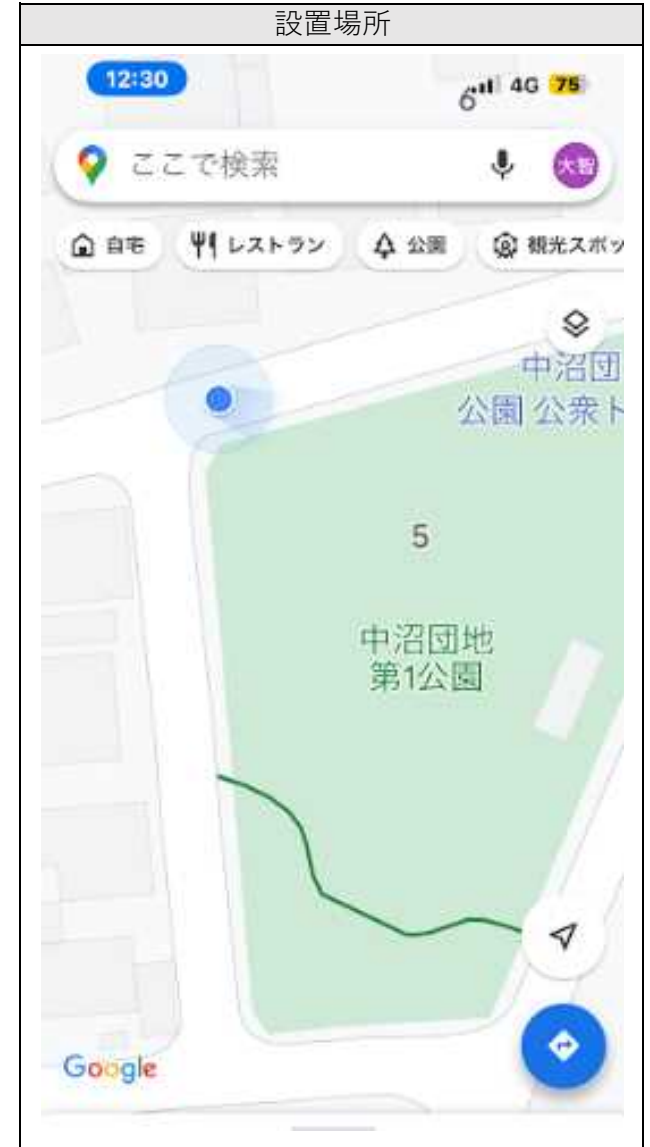 設置場所
12:30
4G 75
ここで検索
大智
自宅
レストラン
公園
観光スポッ
中沼団
公園 公衆ト
5
中沼団地
第1公園
Google